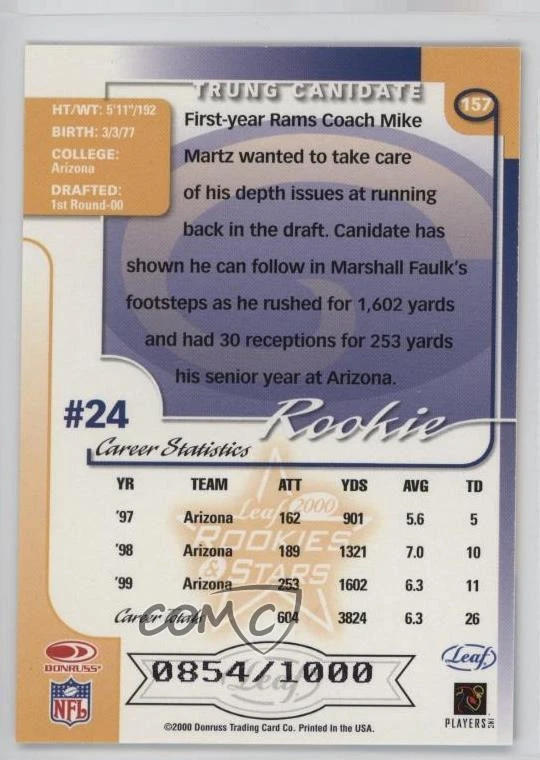 TRUNG CANIDATE
157
HT/WT: 5'11"/192
BIRTH: 3/3/77
COLLEGE:
Arizona
DRAFTED:
1st Round-00
First-year Rams Coach Mike
Martz wanted to take care
of his depth issues at running
back in the draft. Canidate has
shown he can follow in Marshall Faulk's
footsteps as he rushed for 1,602 yards
and had 30 receptions for 253 yards
his senior year at Arizona.
#24
Rookie
Career Statistics
YR TEAM ATT YDS AVG TD
'97 Arizona 162 901 5.6 5
'98 Arizona 189 1321 7.0 10
'99 Arizona 253 1602 6.3 11
Career Totals 604 3824 6.3 26
Leaf 2000
ROOKIES
& STARS
COMC
DONRUSS
0854/1000
Leaf
Leaf
NFL
PLAYERS INC
©2000 Donruss Trading Card Co. Printed in the USA.